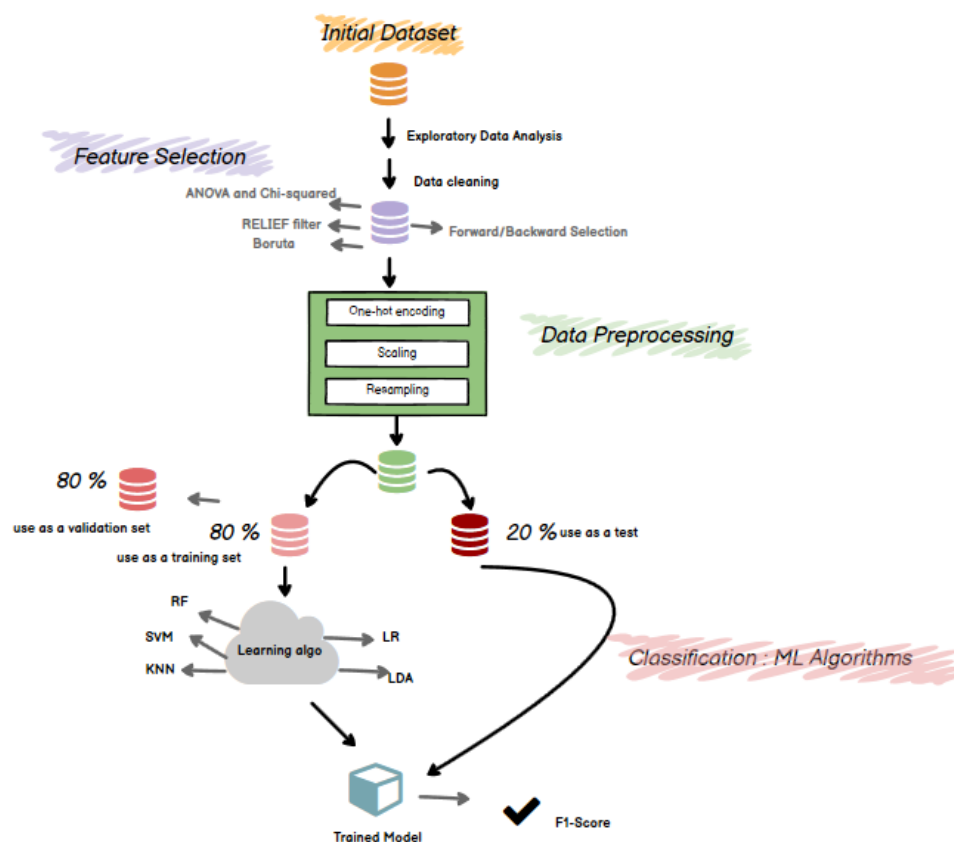 Initial Dataset
Exploratory Data Analysis
Feature Selection
Data cleaning
ANOVA and Chi-squared
RELIEF filter
Forward/Backward Selection
Boruta
One-hot encoding
Data Preprocessing
Scaling
Resampling
80 %
use as a validation set
80 %
use as a training set
20 % use as a test
RF
SVM
KNN
Learning algo
LR
LDA
Classification : ML Algorithms
Trained Model
F1-Score